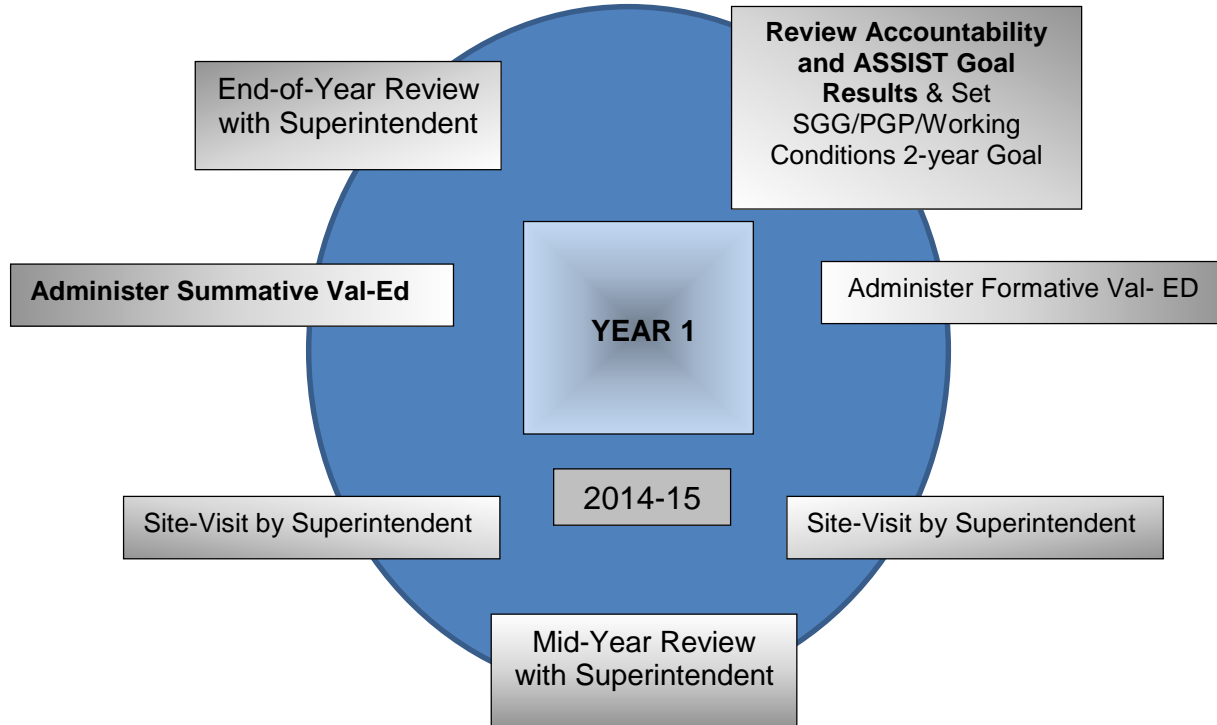 Review Accountability
and ASSIST Goal
Results & Set
SGG/PGP/Working
Conditions 2-year Goal
End-of-Year Review
with Superintendent
Administer Summative Val-Ed
YEAR 1
Administer Formative Val- ED
2014-15
Site-Visit by Superintendent
Site-Visit by Superintendent
Mid-Year Review
with Superintendent